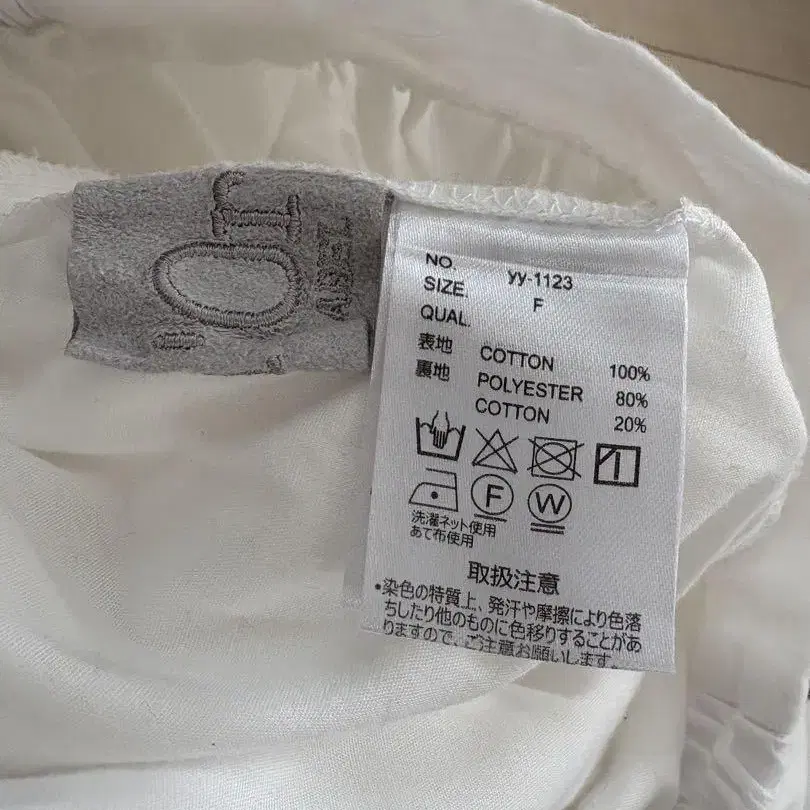 NO. yy-1123
SIZE. F
QUAL.
表地 COTTON 100%
裏地 POLYESTER 80%
COTTON 20%
F W
洗濯ネット使用
あて布使用
取扱注意
•染色の特質上、発汗や摩擦により色落
ちしたり他のものに色移りすることがあ
りますので、ご注意お願いします。